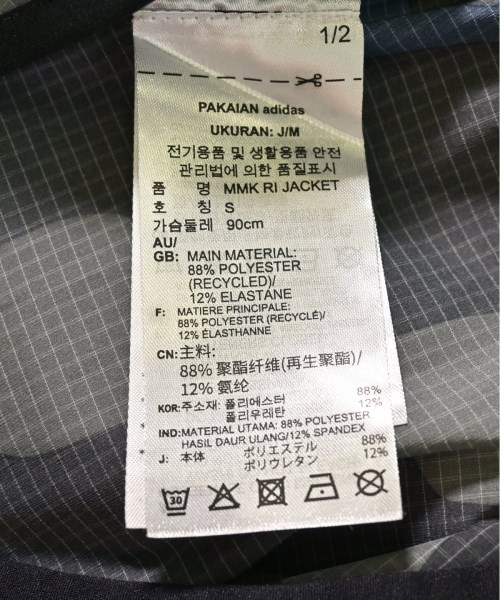 1/2
PAKAIAN adidas
UKURAN: J/M
전기용품 및 생활용품 안전
관리법에 의한 품질표시
품 명 MMK RI JACKET
호 칭 S
가슴둘레 90cm
AU/
GB: MAIN MATERIAL:
88% POLYESTER
(RECYCLED)/
12% ELASTANE
F: MATIERE PRINCIPALE:
88% POLYESTER (RECYCLÉ)/
12% ÉLASTHANNE
CN: 主料:
88% 聚酯纤维(再生聚酯)/
12% 氨纶
KOR: 주소재: 폴리에스터 88%
폴리우레탄 12%
IND: MATERIAL UTAMA: 88% POLYESTER
HASIL DAUR ULANG/12% SPANDEX
J: 本体 ポリエステル 88%
ポリウレタン 12%
30